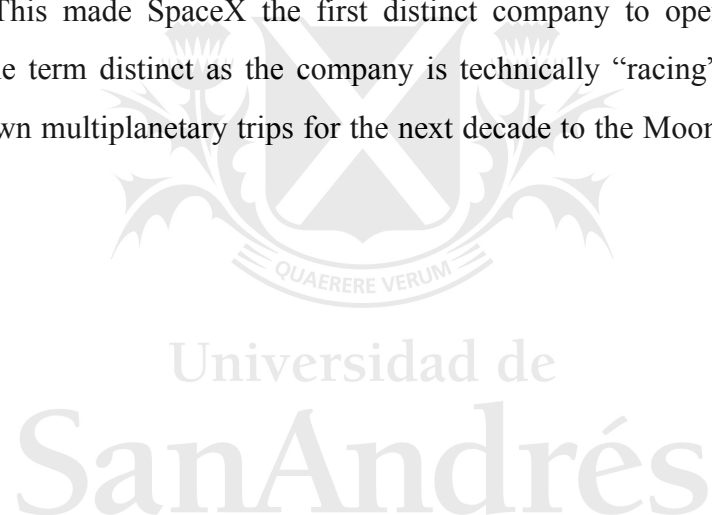 This made SpaceX the first distinct company to ope
term distinct as the company is technically “racing”
multiplanetary trips for the next decade to the Moon
QUAERERE VERUM
Universidad de
SanAndrés